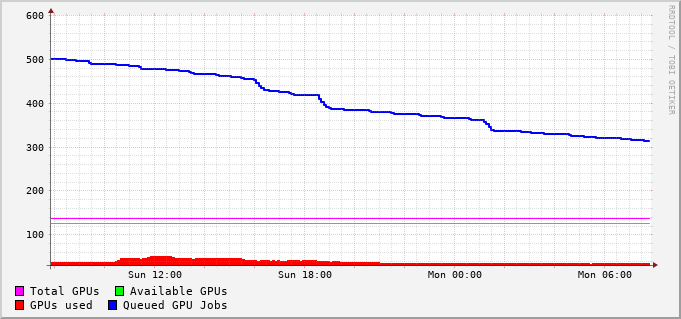 600
500
400
300
200
100
Sun 12:00 Sun 18:00 Mon 00:00 Mon 06:00
Total GPUs Available GPUs
GPUs used Queued GPU Jobs
RRDTOOL / TOBI OETIKER